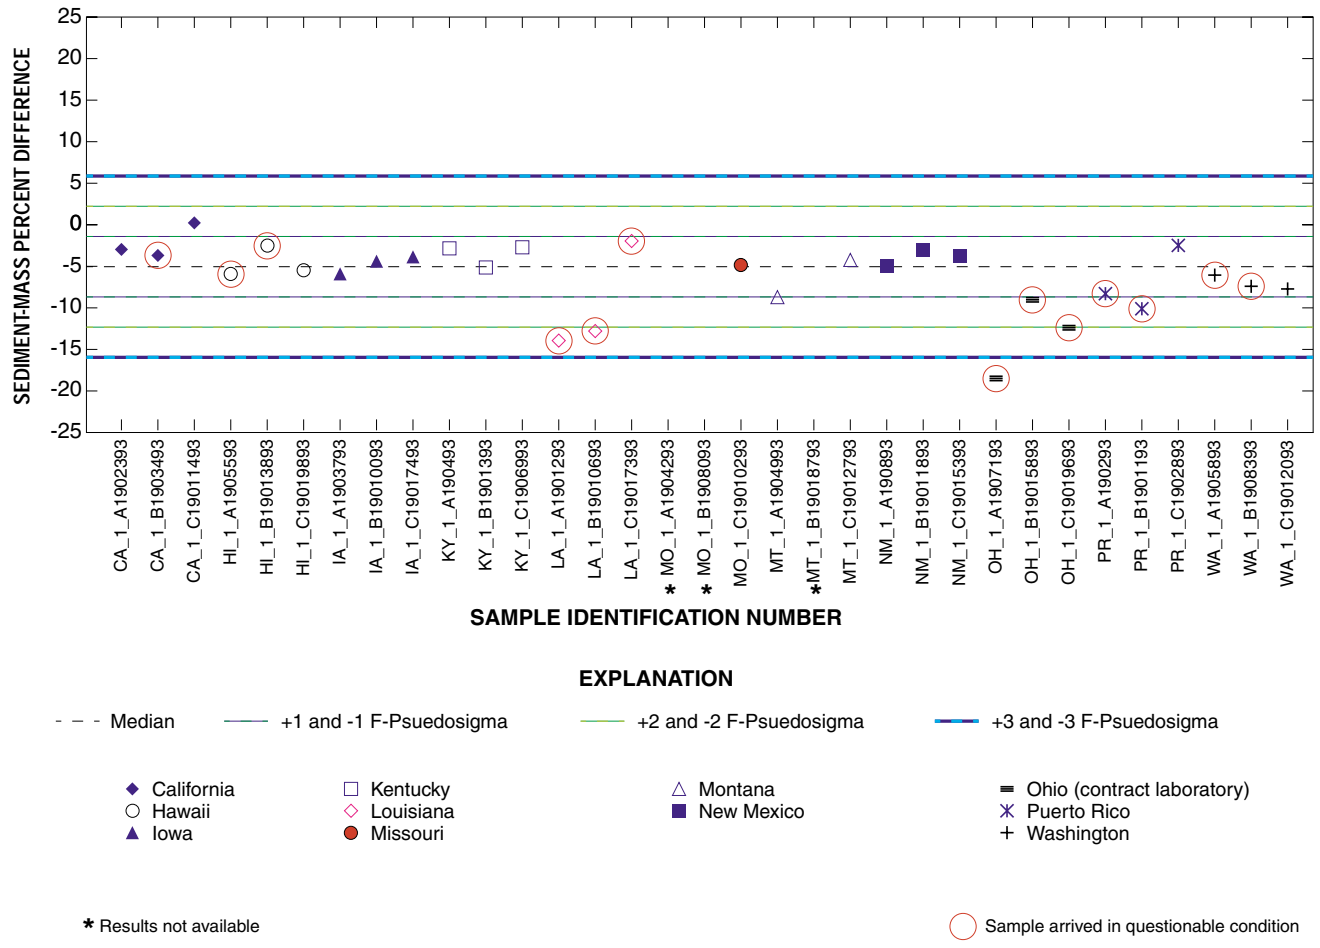 SEDIMENT-MASS PERCENT DIFFERENCE
25
20
15
10
5
0
-5
-10
-15
-20
-25
CA_1_A1902393
CA_1_B1903493
CA_1_C19011493
HI_1_A1905593
HI_1_B19013893
HI_1_C19019893
IA_1_A1903793
IA_1_B19010093
IA_1_C19017493
KY_1_A190493
KY_1_B1901393
KY_1_C1906993
LA_1_A1901293
LA_1_B19010693
LA_1_C19017393
* MO_1_A1904293
* MO_1_B1908093
MO_1_C19010293
MT_1_A1904993
*MT_1_B19018793
MT_1_C19012793
NM_1_A190893
NM_1_B19011893
NM_1_C19015393
OH_1_A1907193
OH_1_B19015893
OH_1_C19019693
PR_1_A190293
PR_1_B1901193
PR_1_C1902893
WA_1_A1905893
WA_1_B1908393
WA_1_C19012093
SAMPLE IDENTIFICATION NUMBER
EXPLANATION
Median
+1 and -1 F-Psuedosigma
+2 and -2 F-Psuedosigma
+3 and -3 F-Psuedosigma
California
Hawaii
Iowa
Kentucky
Louisiana
Missouri
Montana
New Mexico
Ohio (contract laboratory)
Puerto Rico
Washington
* Results not available
Sample arrived in questionable condition